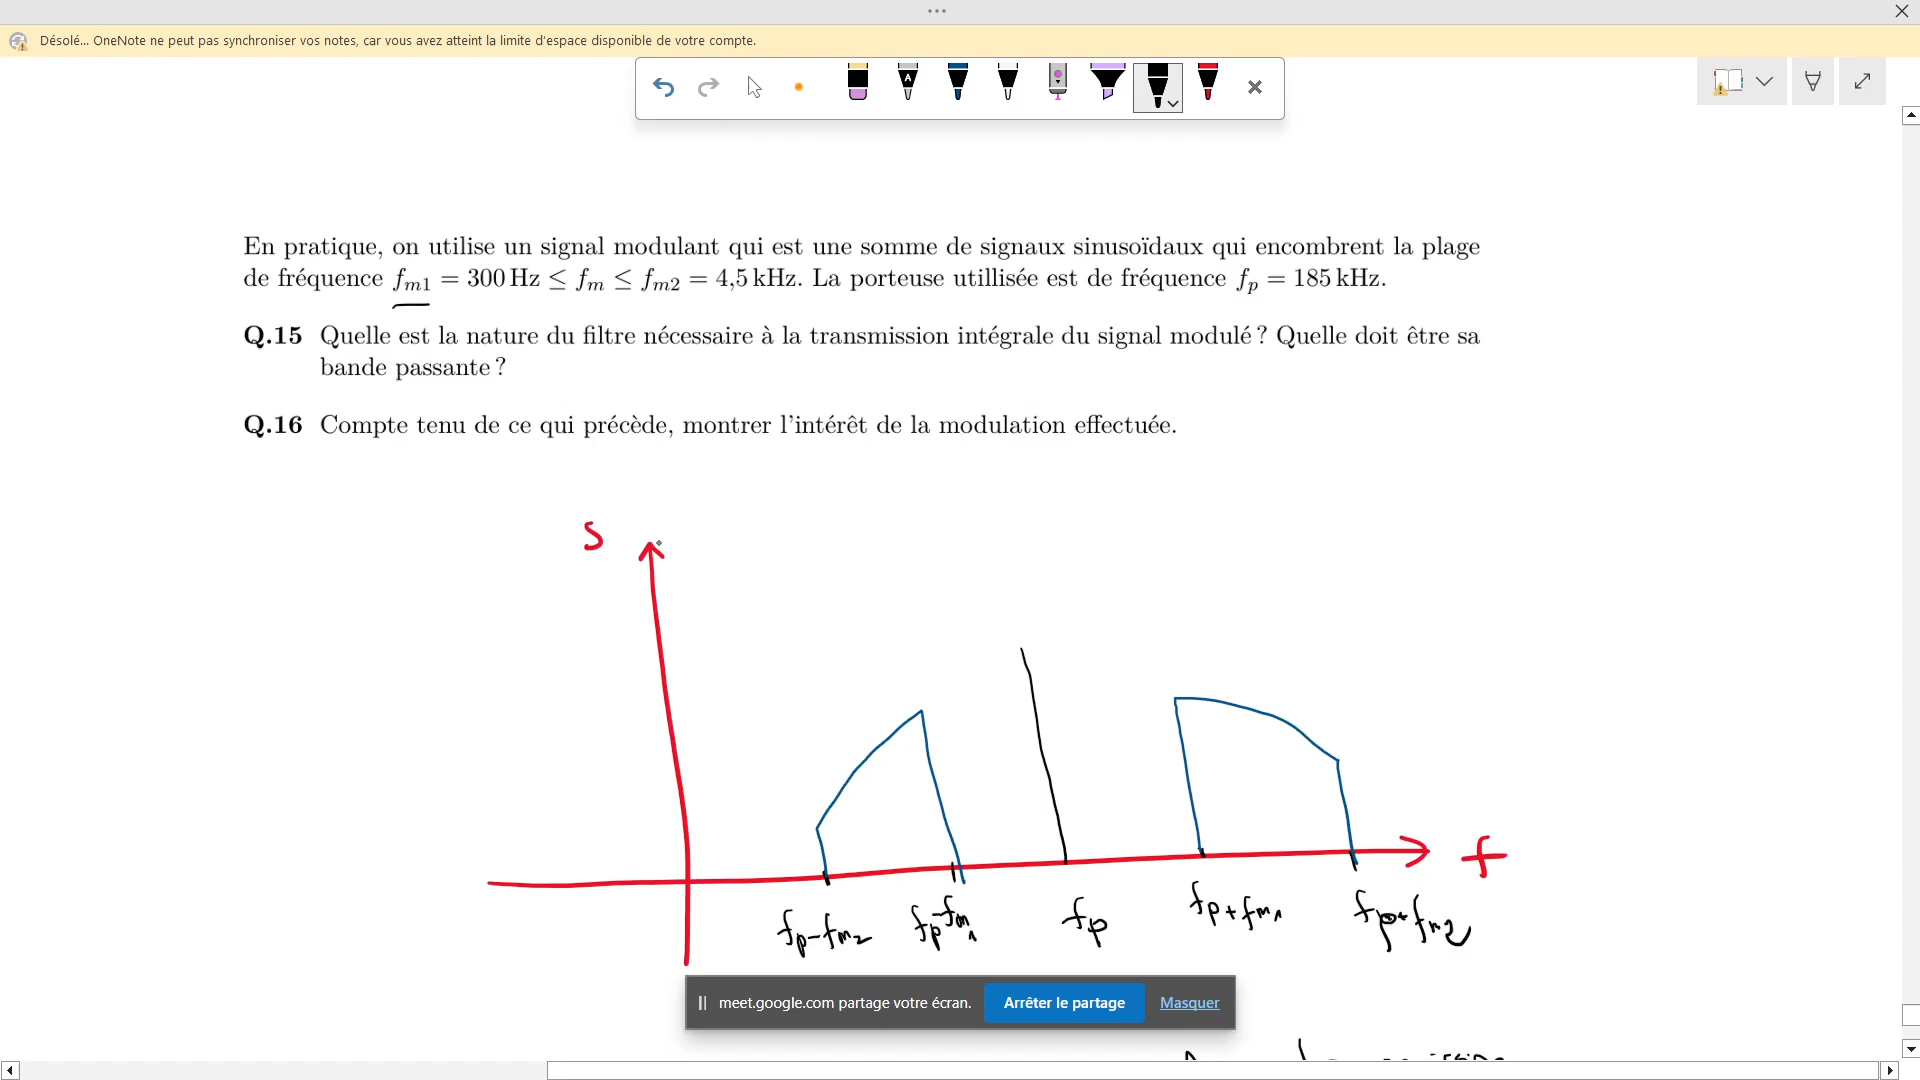 Désolé... OneNote ne peut pas synchroniser vos notes, car vous avez atteint la limite d'espace disponible de votre compte.
A
En pratique, on utilise un signal modulant qui est une somme de signaux sinusoïdaux qui encombrent la plage
de fréquence fm1 = 300 Hz ≤ fm ≤ fm2 = 4,5 kHz. La porteuse utillisée est de fréquence fp = 185 kHz.
Q.15 Quelle est la nature du filtre nécessaire à la transmission intégrale du signal modulé ? Quelle doit être sa
bande passante ?
Q.16 Compte tenu de ce qui précède, montrer l'intérêt de la modulation effectuée.
S
f
fp-fm2 fp-fm1 fp fp+fm1 fp+fm2
meet.google.com partage votre écran. Arrêter le partage Masquer